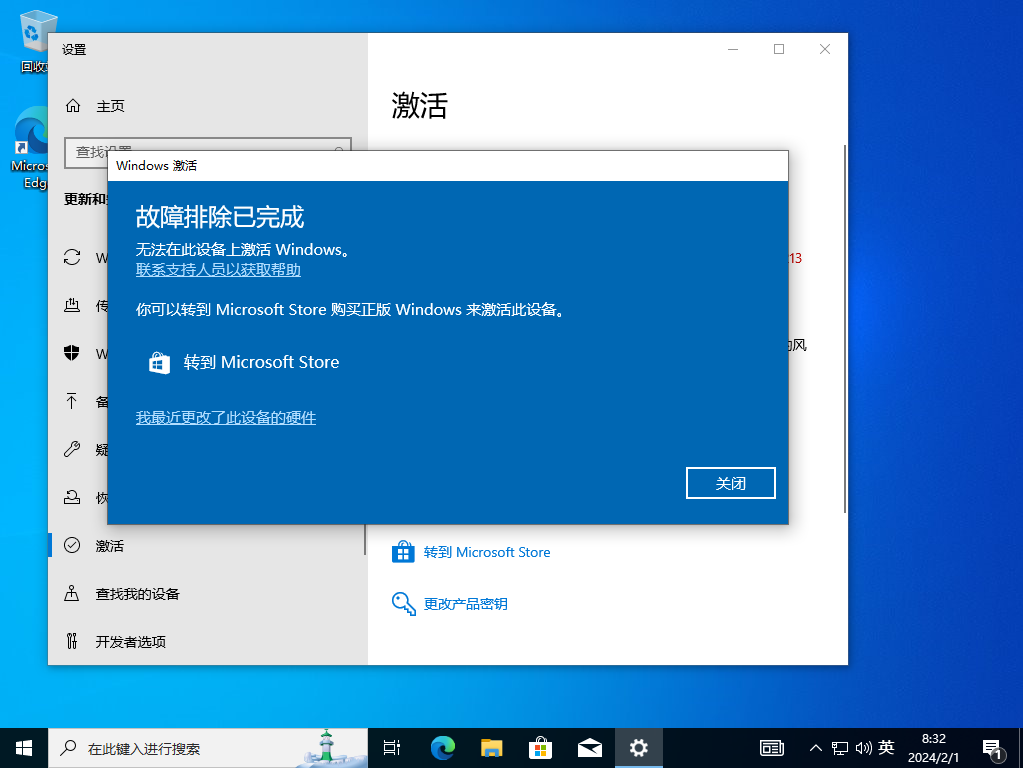 回收
Micros
Edg
设置
主页
查找设置
更新和
W
传
W
备
疑
恢
激活
查找我的设备
开发者选项
激活
13
的风
Windows 激活
故障排除已完成
无法在此设备上激活 Windows。
联系支持人员以获取帮助
你可以转到 Microsoft Store 购买正版 Windows 来激活此设备。
转到 Microsoft Store
我最近更改了此设备的硬件
关闭
转到 Microsoft Store
更改产品密钥
在此键入进行搜索
英
8:32
2024/2/1
1